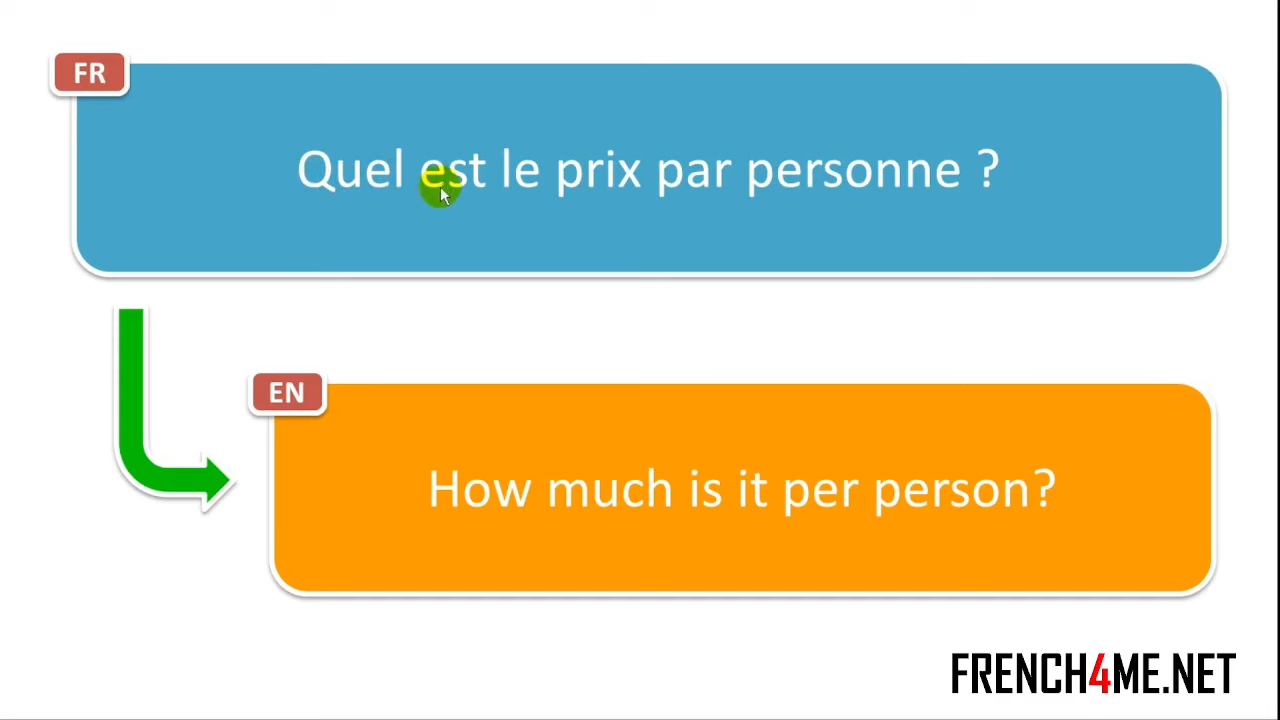 FR
Quel est le prix par personne ?
EN
How much is it per person?
FRENCH4ME.NET